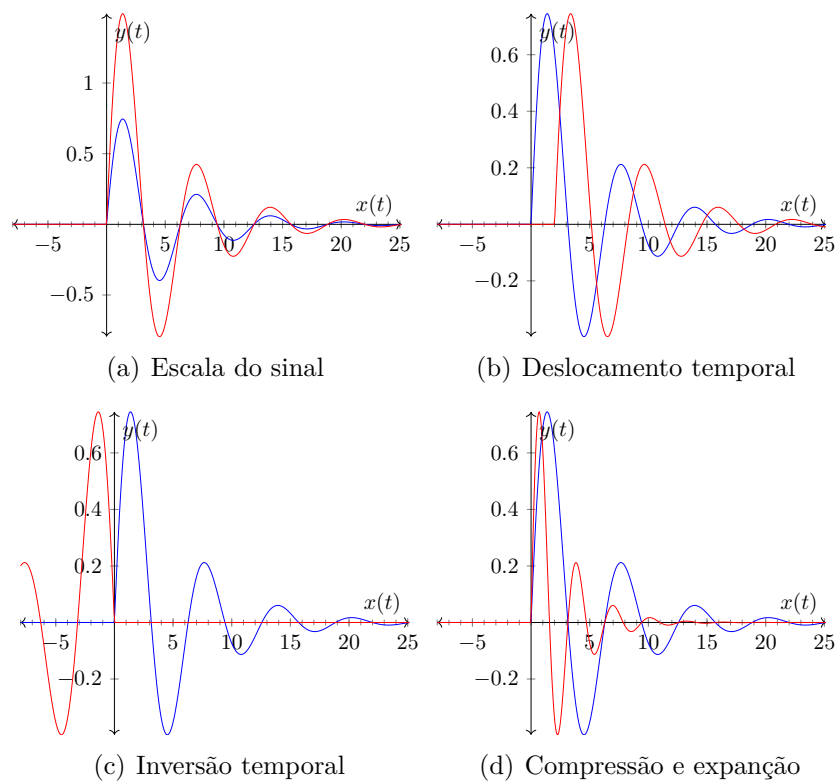 y(t)
1
0.5
x(t)
−5 5 10 15 20 25
−0.5
(a) Escala do sinal
y(t)
0.6
0.4
0.2
x(t)
−5 5 10 15 20 25
−0.2
(b) Deslocamento temporal
y(t)
0.6
0.4
0.2
x(t)
−5 5 10 15 20 25
−0.2
(c) Inversão temporal
y(t)
0.6
0.4
0.2
x(t)
−5 5 10 15 20 25
−0.2
(d) Compressão e expanção